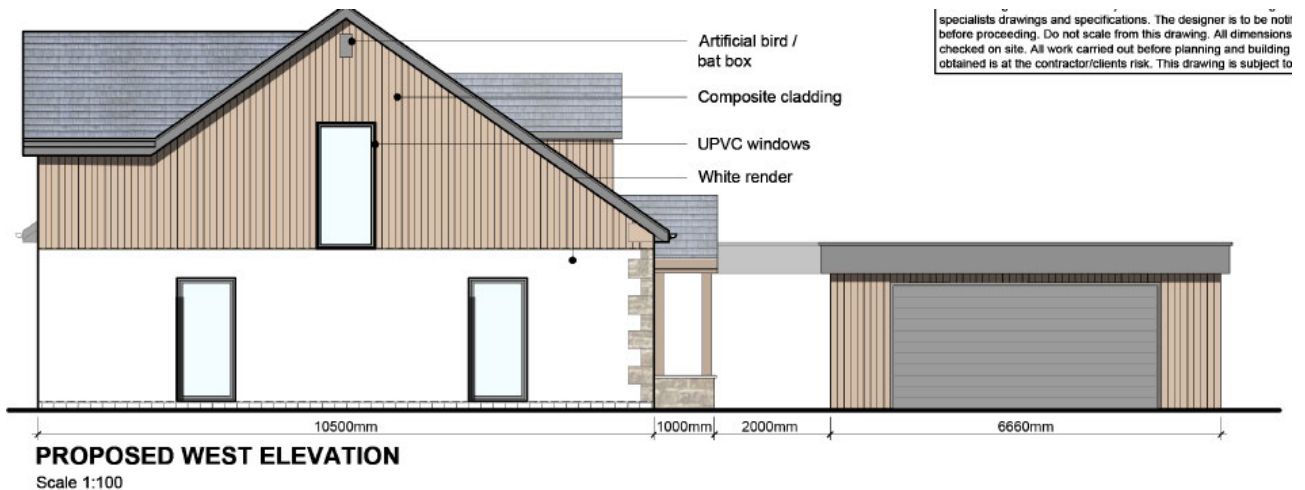 specialists drawings and specifications. The designer is to be noti
before proceeding. Do not scale from this drawing. All dimensions
checked on site. All work carried out before planning and building
obtained is at the contractor/clients risk. This drawing is subject to
Artificial bird /
bat box
Composite cladding
UPVC windows
White render
10500mm
1000mm
2000mm
6660mm
PROPOSED WEST ELEVATION
Scale 1:100